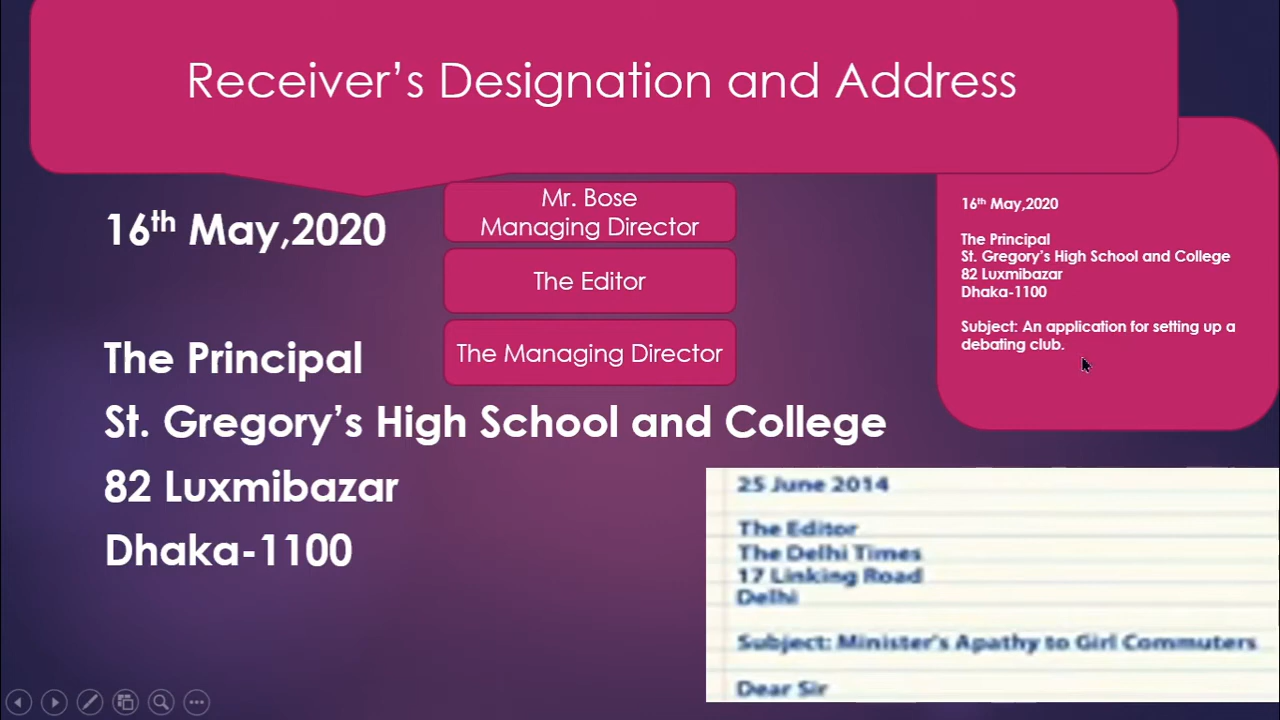 Receiver's Designation and Address
16th May,2020
The Principal
St. Gregory's High School and College
82 Luxmibazar
Dhaka-1100
Mr. Bose
Managing Director
The Editor
The Managing Director
16th May,2020
The Principal
St. Gregory's High School and College
82 Luxmibazar
Dhaka-1100
Subject: An application for setting up a
debating club.
25 June 2014
The Editor
The Delhi Times
17 Linking Road
Delhi
Subject: Minister's Apathy to Girl Commuters
Dear Sir